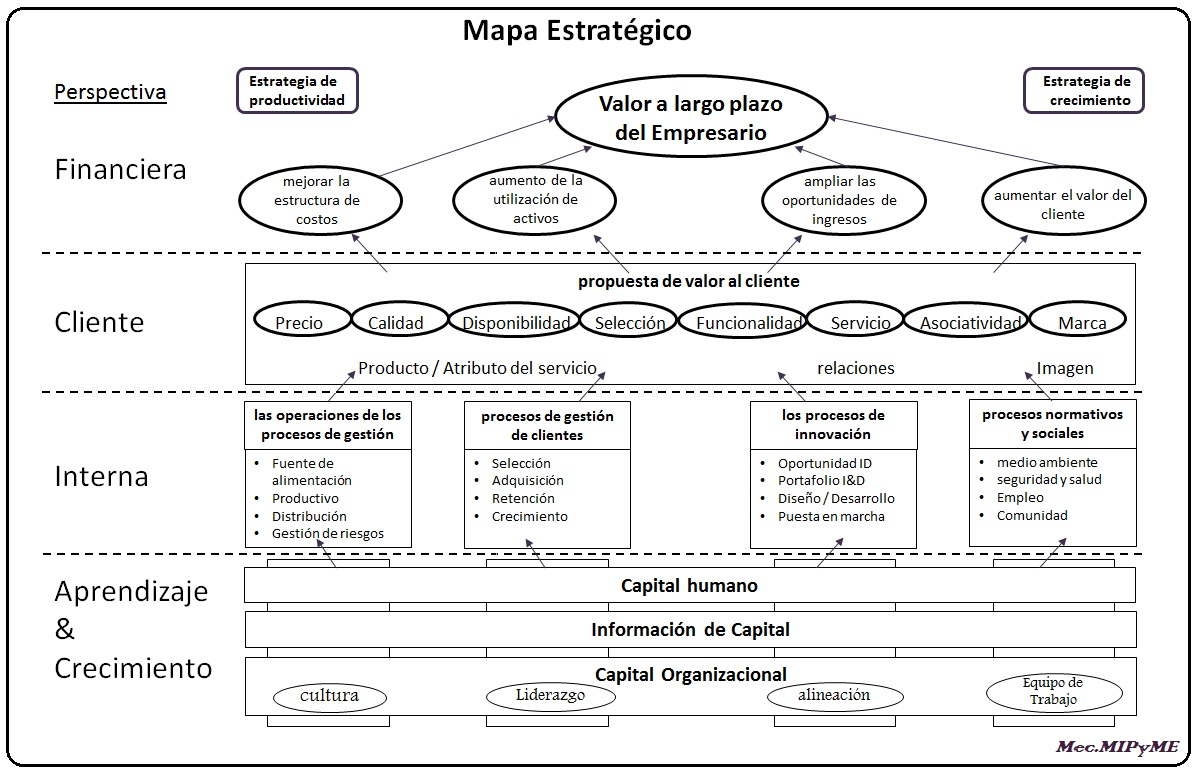 Mapa Estratégico
Perspectiva
Estrategia de
productividad
Estrategia de
crecimiento
Valor a largo plazo
del Empresario
Financiera
mejorar la
estructura de
costos
aumento de la
utilización de
activos
ampliar las
oportunidades de
ingresos
aumentar el valor del
cliente
propuesta de valor al cliente
Cliente
Precio
Calidad
Disponibilidad
Selección
Funcionalidad
Servicio
Asociatividad
Marca
Producto / Atributo del servicio
relaciones
Imagen
Interna
las operaciones de los
procesos de gestión
• Fuente de
alimentación
• Productivo
• Distribución
• Gestión de riesgos
procesos de gestión
de clientes
• Selección
• Adquisición
• Retención
• Crecimiento
los procesos de
innovación
• Oportunidad ID
• Portafolio I&D
• Diseño / Desarrollo
• Puesta en marcha
procesos normativos
y sociales
• medio ambiente
• seguridad y salud
• Empleo
• Comunidad
Aprendizaje
&
Crecimiento
Capital humano
Información de Capital
Capital Organizacional
cultura
Liderazgo
alineación
Equipo de
Trabajo
Mec.MIPyME